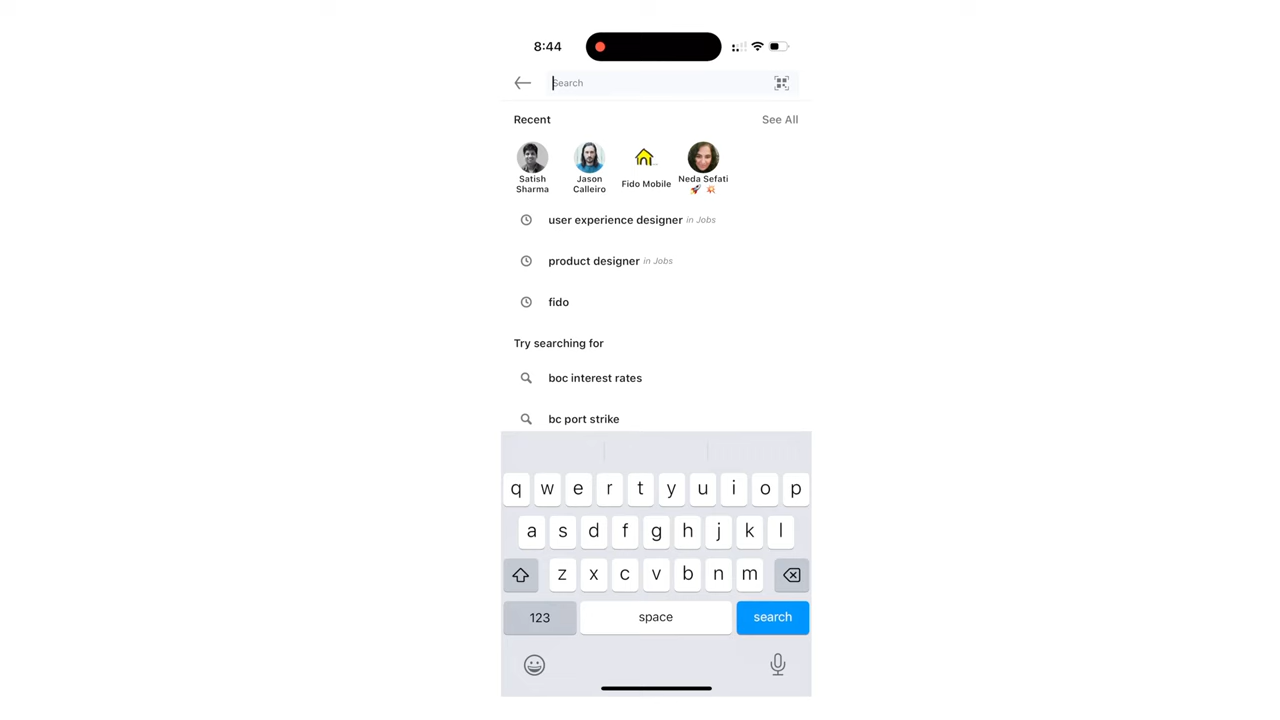 8:44
Search
Recent See All
Satish Jason Fido Mobile Neda Sefati
Sharma Calleiro 🚀 💥
user experience designer in Jobs
product designer in Jobs
fido
Try searching for
boc interest rates
bc port strike
q w e r t y u i o p
a s d f g h j k l
z x c v b n m
123 space search